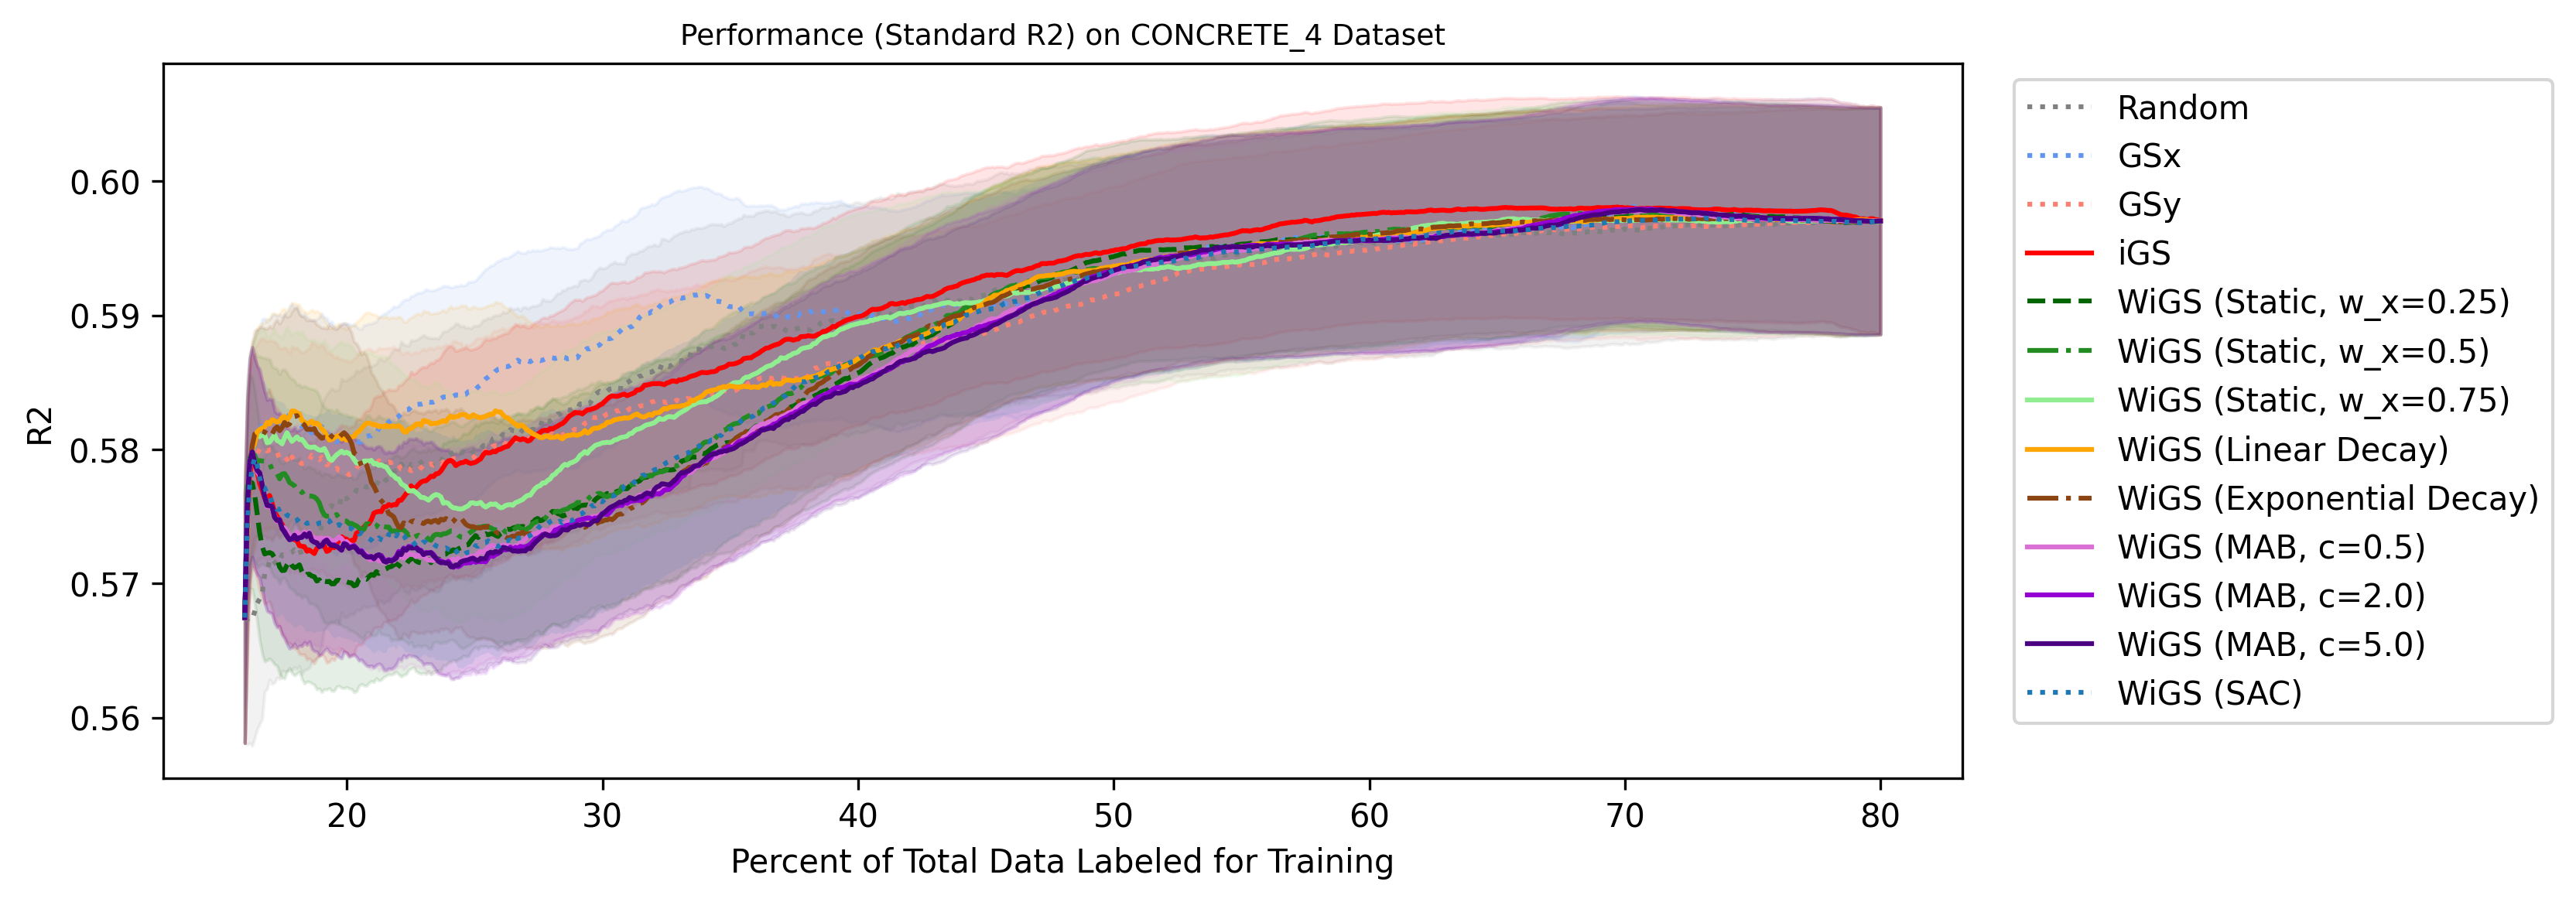 Performance (Standard R2) on CONCRETE_4 Dataset
R2
0.60
0.59
0.58
0.57
0.56
20
30
40
50
60
70
80
Percent of Total Data Labeled for Training
Random
GSx
GSy
iGS
WiGS (Static, w_x=0.25)
WiGS (Static, w_x=0.5)
WiGS (Static, w_x=0.75)
WiGS (Linear Decay)
WiGS (Exponential Decay)
WiGS (MAB, c=0.5)
WiGS (MAB, c=2.0)
WiGS (MAB, c=5.0)
WiGS (SAC)